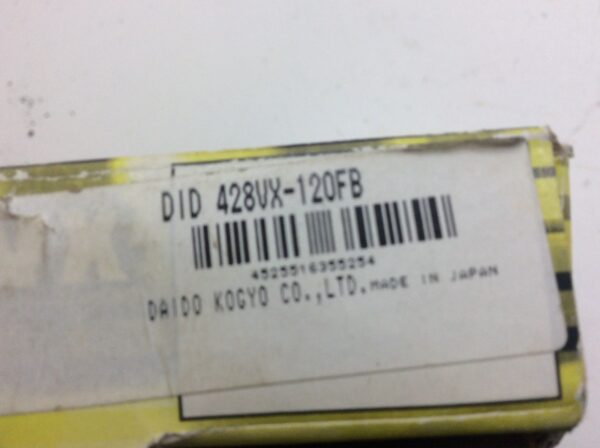 DID 428VX-120FB
4525516355254
DAIDO KOGYO CO.,LTD. MADE IN JAPAN